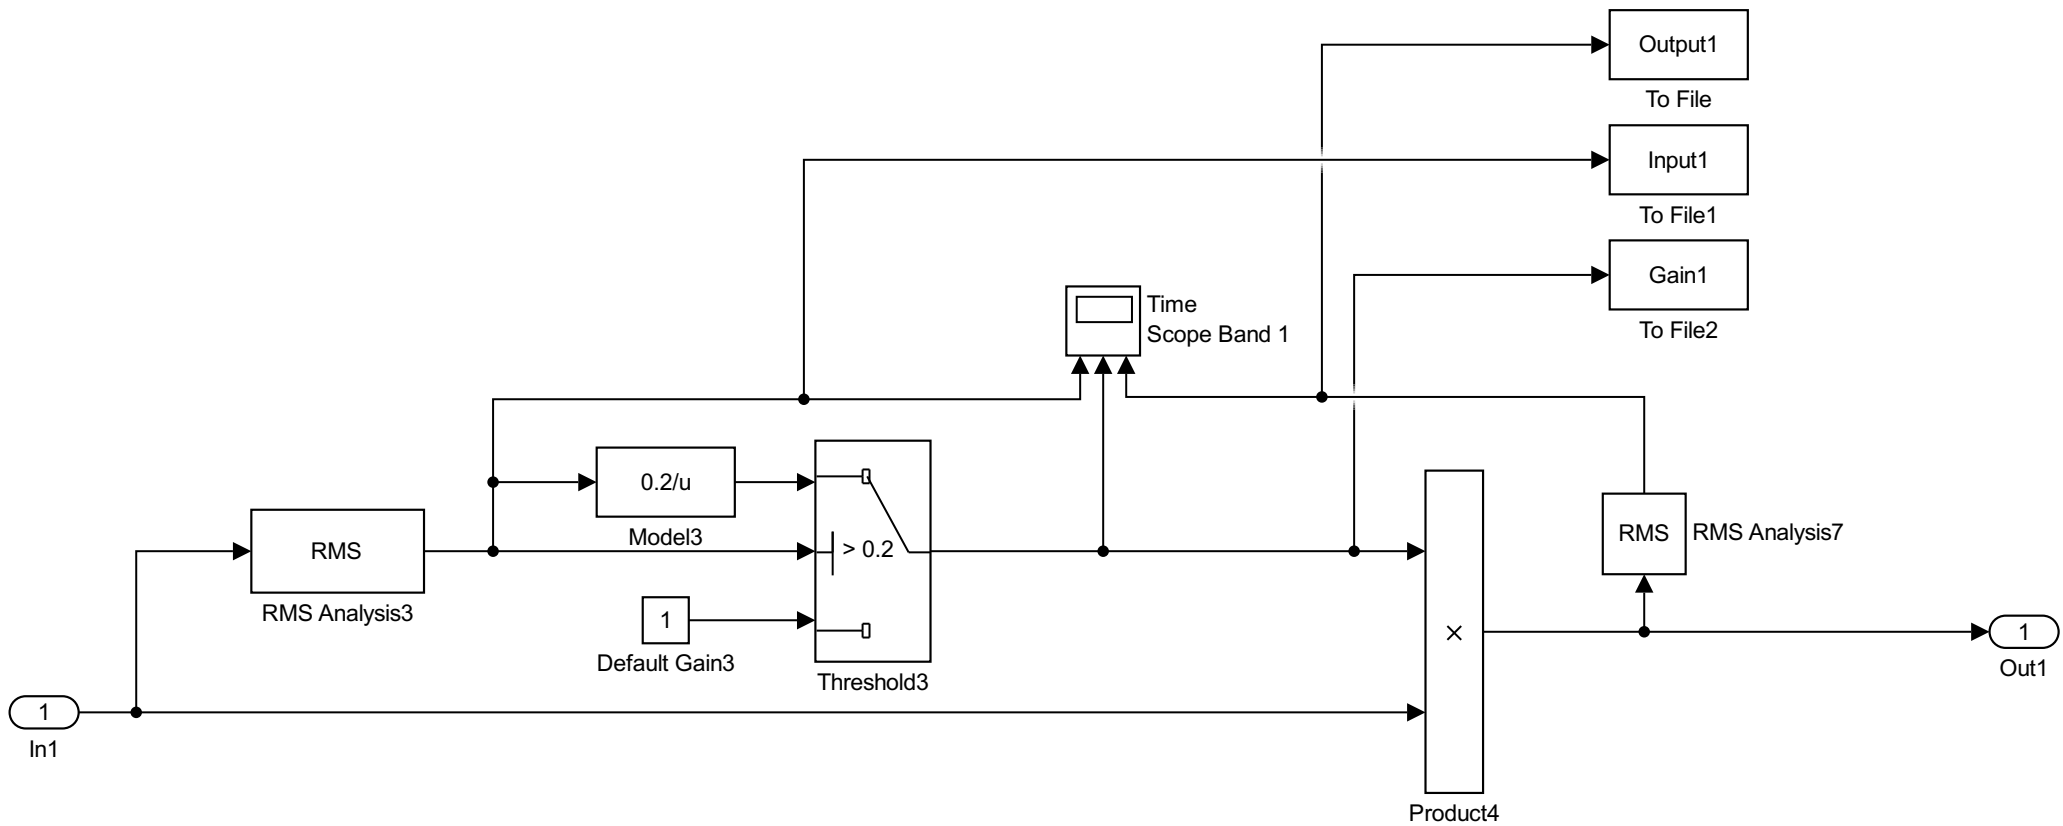 Output1
To File
Input1
To File1
Gain1
To File2
Time
Scope Band 1
0.2/u
Model3
RMS
RMS Analysis3
> 0.2
1
Default Gain3
Threshold3
RMS
RMS Analysis7
×
Product4
1
Out1
1
In1